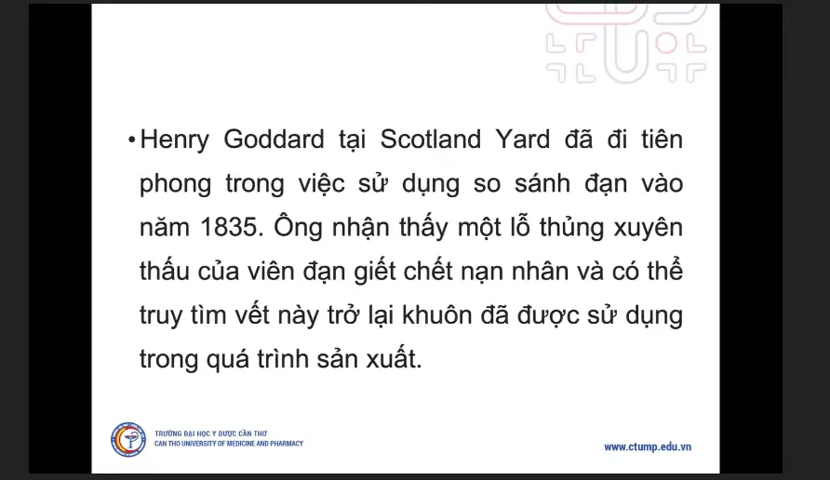 • Henry Goddard tại Scotland Yard đã đi tiên
phong trong việc sử dụng so sánh đạn vào
năm 1835. Ông nhận thấy một lỗ thủng xuyên
thấu của viên đạn giết chết nạn nhân và có thể
truy tìm vết này trở lại khuôn đã được sử dụng
trong quá trình sản xuất.
TRƯỜNG ĐẠI HỌC Y DƯỢC CẦN THƠ
CAN THO UNIVERSITY OF MEDICINE AND PHARMACY
www.ctump.edu.vn